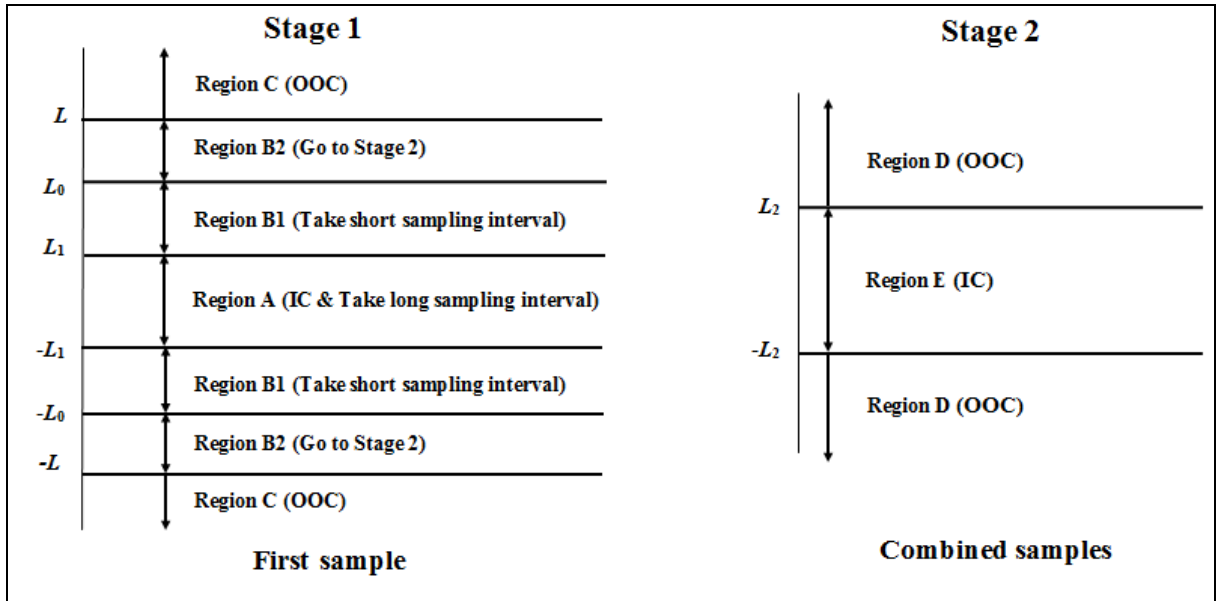 Stage 1
Region C (OOC)
L
Region B2 (Go to Stage 2)
L0
Region B1 (Take short sampling interval)
L1
Region A (IC & Take long sampling interval)
-L1
Region B1 (Take short sampling interval)
-L0
Region B2 (Go to Stage 2)
-L
Region C (OOC)
First sample
Stage 2
Region D (OOC)
L2
Region E (IC)
-L2
Region D (OOC)
Combined samples